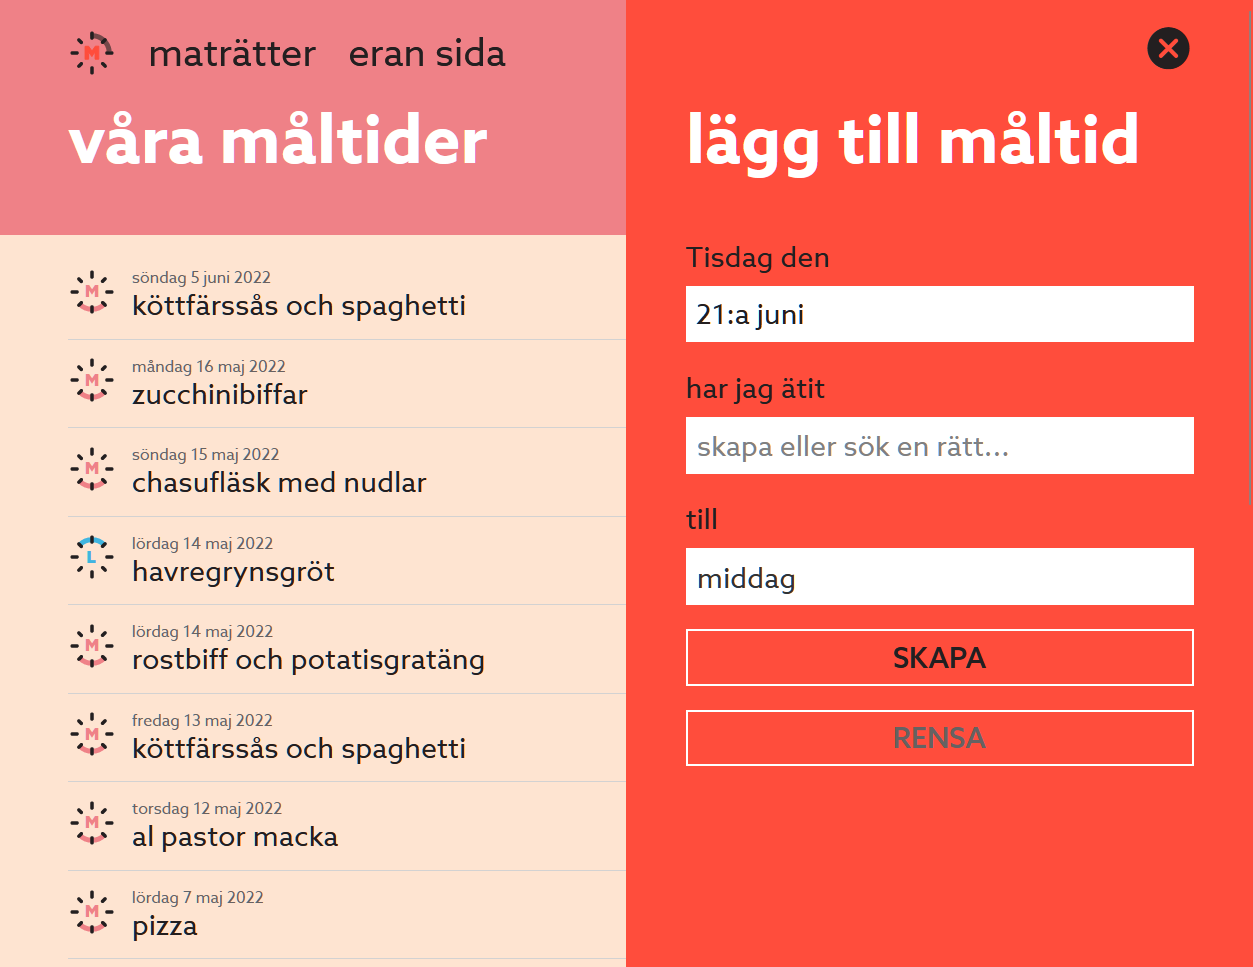 M
maträtter
eran sida
våra måltider
M
söndag 5 juni 2022
köttfärssås och spaghetti
M
måndag 16 maj 2022
zucchinibiffar
M
söndag 15 maj 2022
chasufläsk med nudlar
L
lördag 14 maj 2022
havregrynsgröt
M
lördag 14 maj 2022
rostbiff och potatisgratäng
M
fredag 13 maj 2022
köttfärssås och spaghetti
M
torsdag 12 maj 2022
al pastor macka
M
lördag 7 maj 2022
pizza
lägg till måltid
Tisdag den
21:a juni
har jag ätit
skapa eller sök en rätt...
till
middag
SKAPA
RENSA